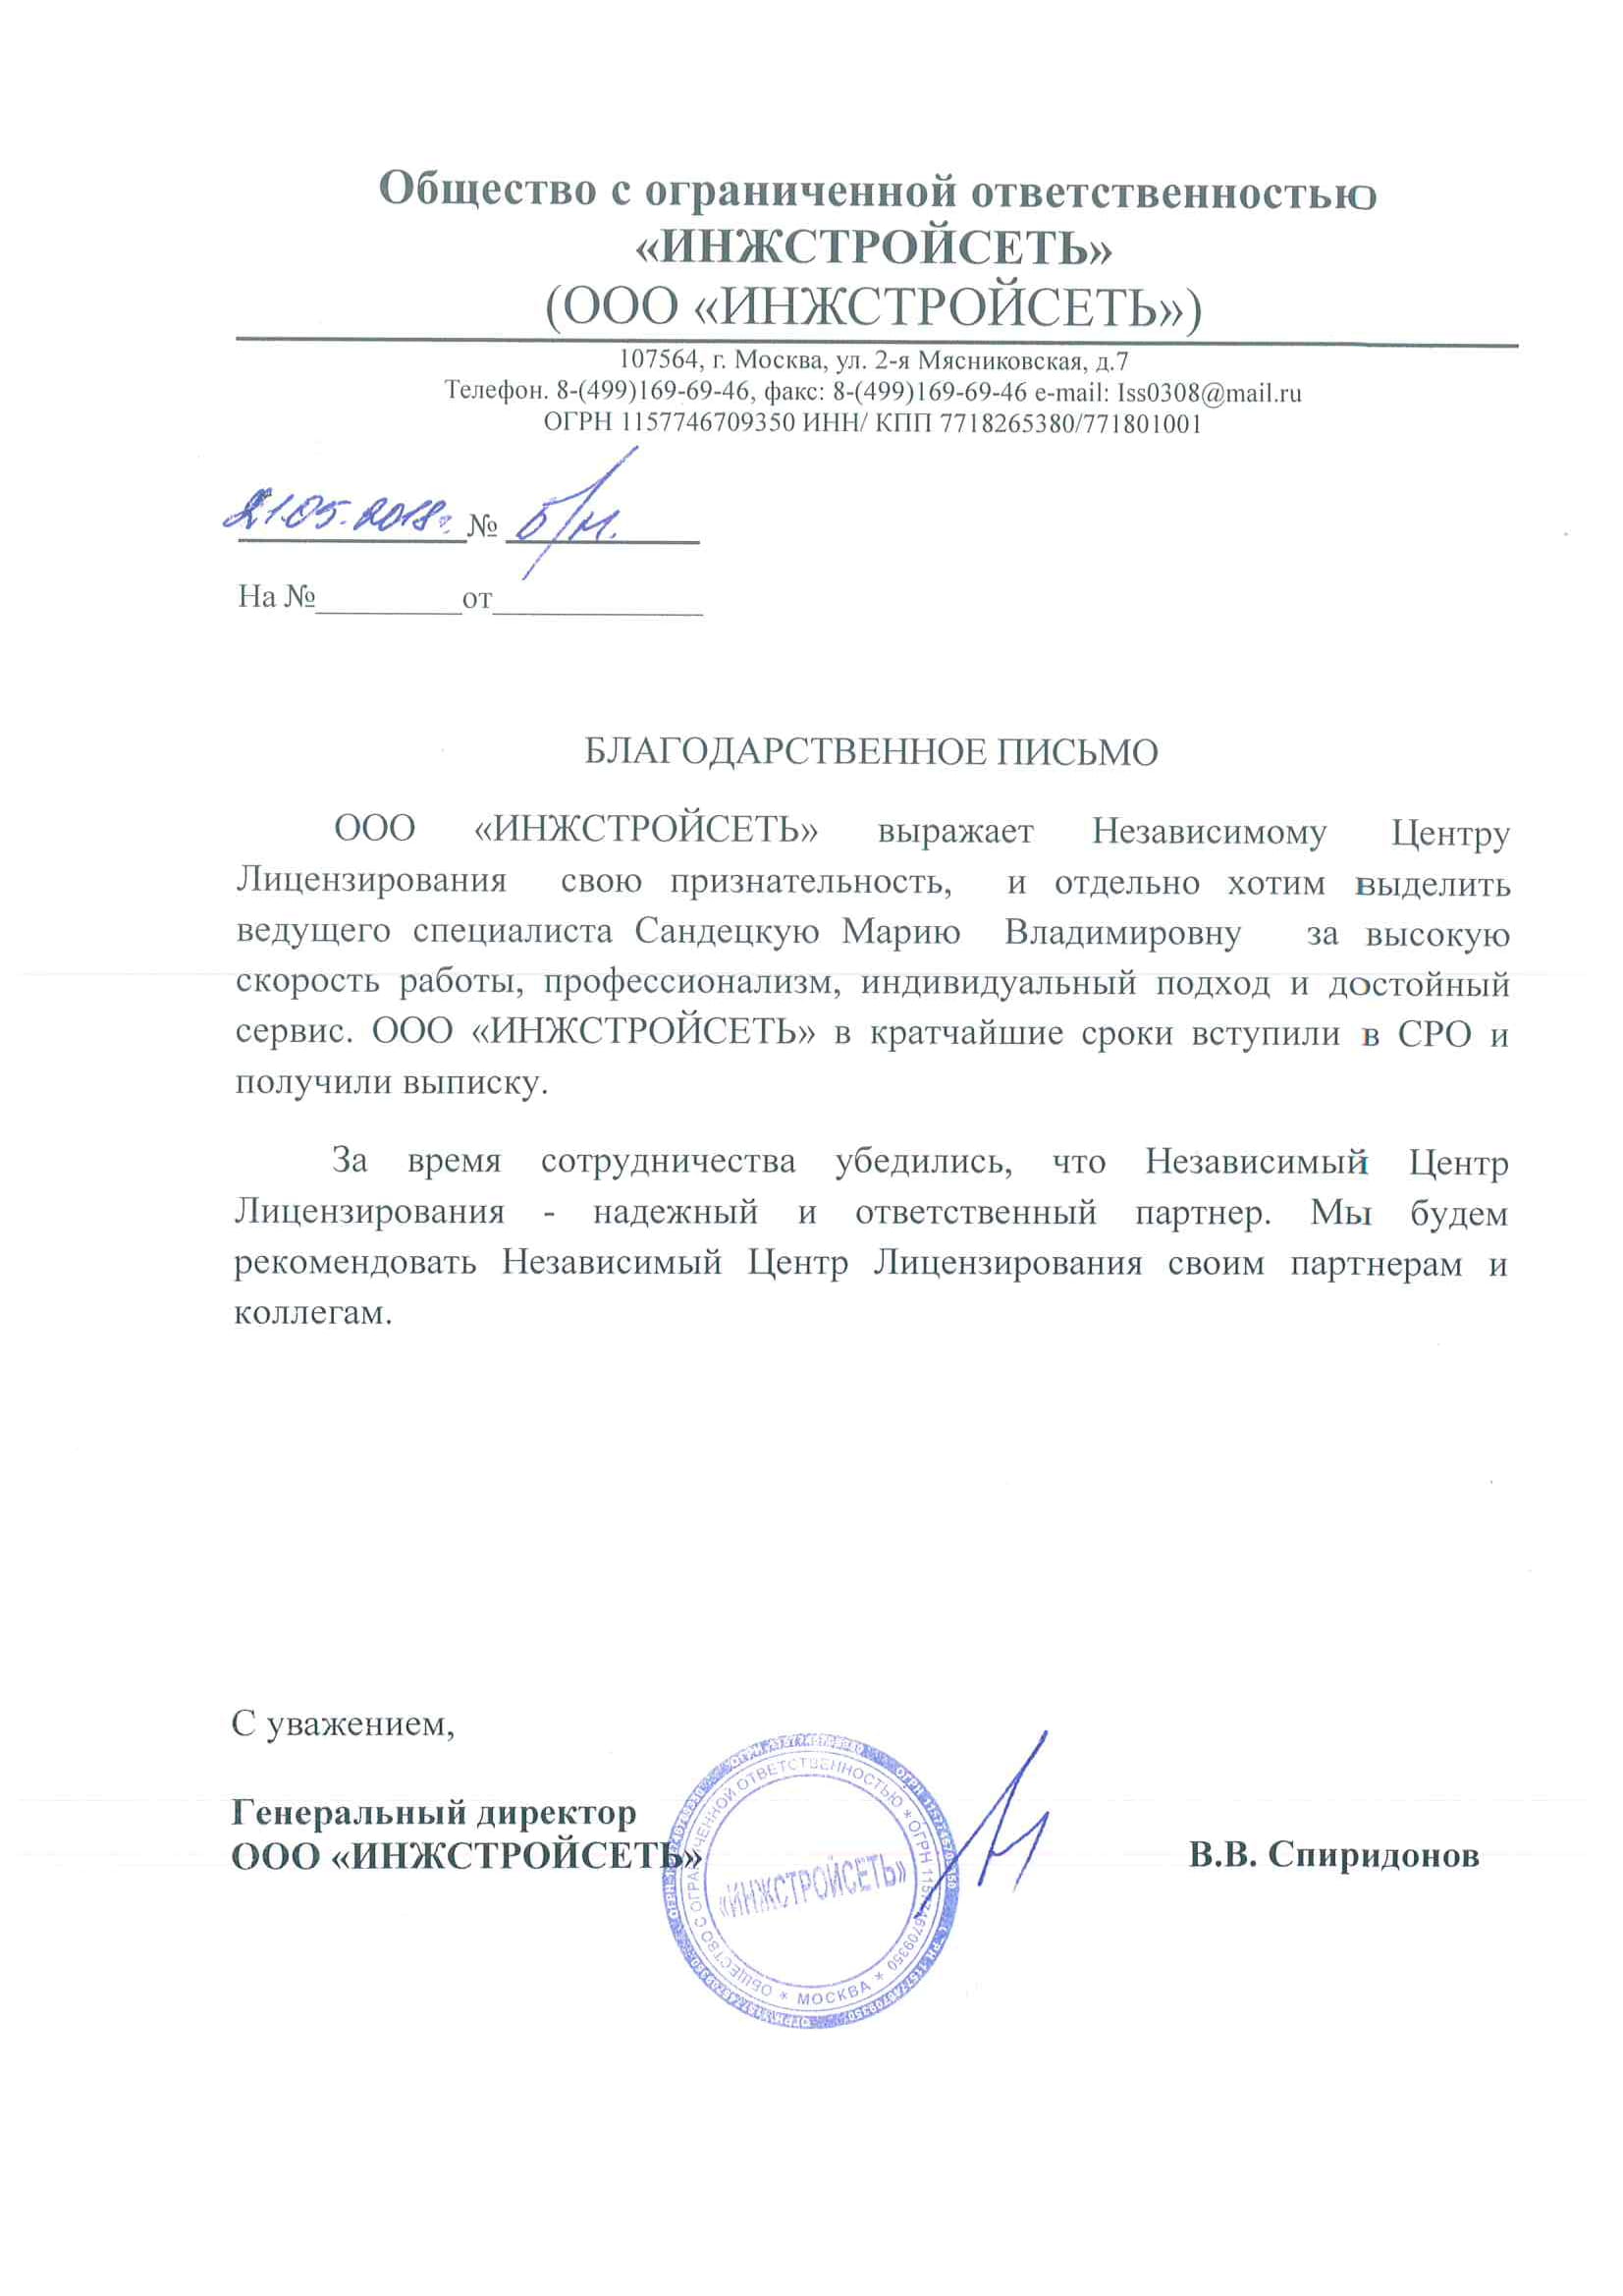 Общество с ограниченной ответственностью
«ИНЖСТРОЙСЕТЬ»
(ООО «ИНЖСТРОЙСЕТЬ»)
107564, г. Москва, ул. 2-я Мясниковская, д.7
Телефон. 8-(499)169-69-46, факс: 8-(499)169-69-46 e-mail: Iss0308@mail.ru
ОГРН 1157746709350 ИНН/ КПП 7718265380/771801001
21.05.2018г. № б/н.
На №_________от_____________
БЛАГОДАРСТВЕННОЕ ПИСЬМО
ООО «ИНЖСТРОЙСЕТЬ» выражает Независимому Центру
Лицензирования свою признательность, и отдельно хотим выделить
ведущего специалиста Сандецкую Марию Владимировну за высокую
скорость работы, профессионализм, индивидуальный подход и достойный
сервис. ООО «ИНЖСТРОЙСЕТЬ» в кратчайшие сроки вступили в СРО и
получили выписку.
За время сотрудничества убедились, что Независимый Центр
Лицензирования - надежный и ответственный партнер. Мы будем
рекомендовать Независимый Центр Лицензирования своим партнерам и
коллегам.
С уважением,
Генеральный директор
ООО «ИНЖСТРОЙСЕТЬ»
В.В. Спиридонов
ОБЩЕСТВО С ОГРАНИЧЕННОЙ ОТВЕТСТВЕННОСТЬЮ * ОГРН 1157746709350 * МОСКВА *
«ИНЖСТРОЙСЕТЬ»